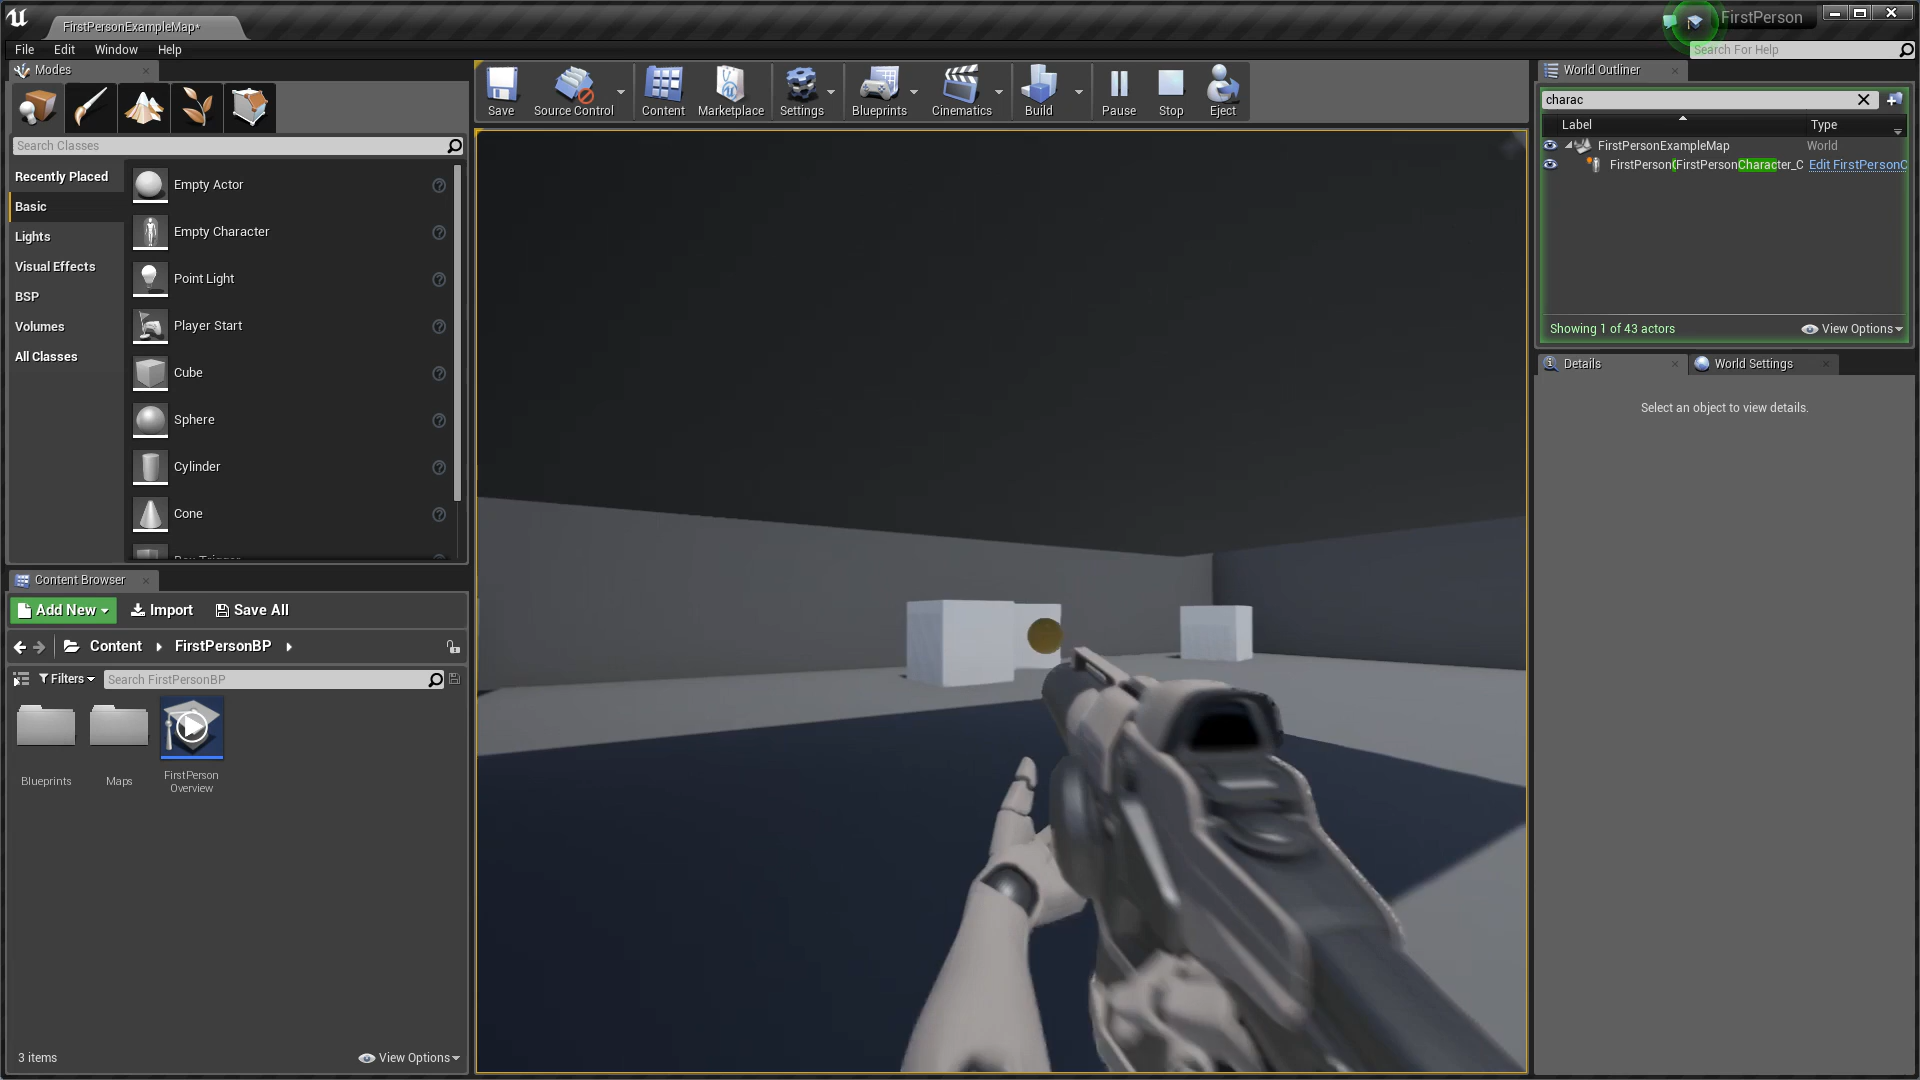 FirstPersonExampleMap*
FirstPerson
File Edit Window Help
Search For Help
Modes
Search Classes
Recently Placed
Basic
Lights
Visual Effects
BSP
Volumes
All Classes
Empty Actor
Empty Character
Point Light
Player Start
Cube
Sphere
Cylinder
Cone
Save
Source Control
Content
Marketplace
Settings
Blueprints
Cinematics
Build
Pause
Stop
Eject
World Outliner
charac
Label Type
FirstPersonExampleMap World
FirstPerson(FirstPersonCharacter_C Edit FirstPersonC
Showing 1 of 43 actors View Options
Details
World Settings
Select an object to view details.
Content Browser
Add New Import Save All
Content FirstPersonBP
Filters Search FirstPersonBP
Blueprints
Maps
FirstPerson
Overview
3 items View Options